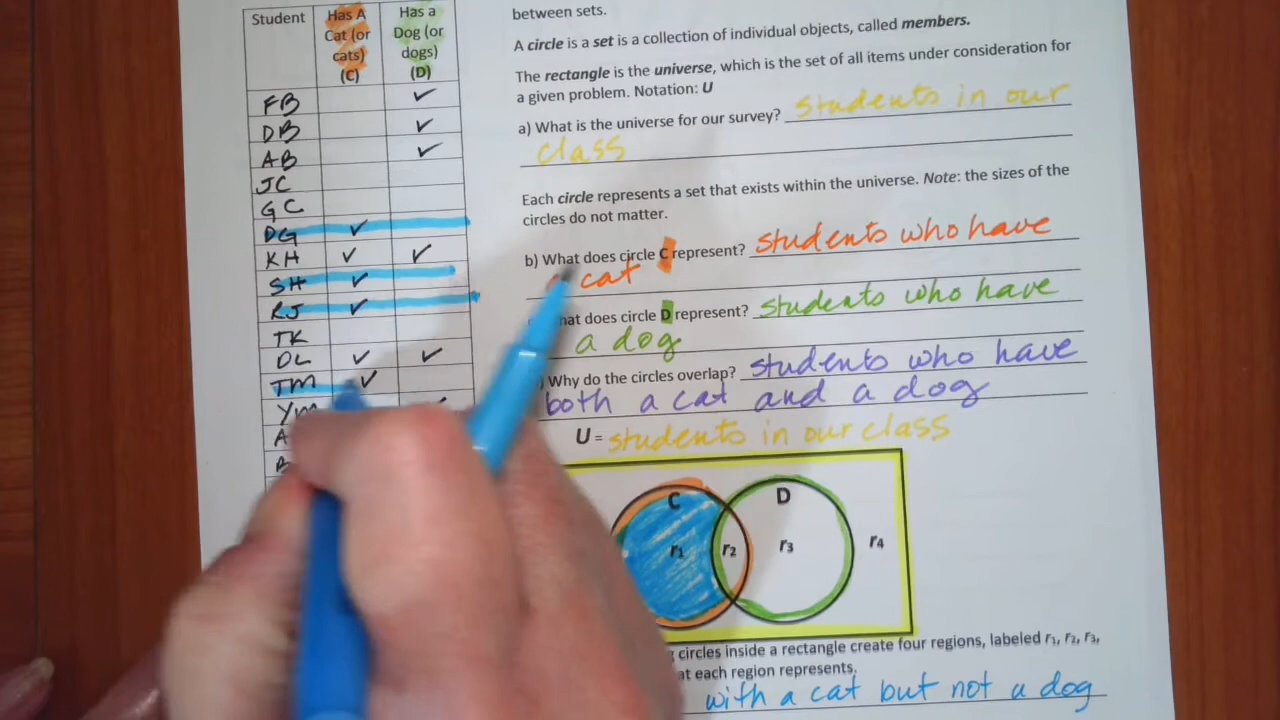 Student Has A Cat (or cats) (C) Has a Dog (or dogs) (D)
FB ✓
DB ✓
AB ✓
JC
GC
DG ✓
KH ✓ ✓
SH ✓
RJ ✓
TK
DL ✓ ✓
TM ✓
YM
A
B
between sets.
A circle is a set is a collection of individual objects, called members.
The rectangle is the universe, which is the set of all items under consideration for
a given problem. Notation: U
a) What is the universe for our survey? students in our
class
Each circle represents a set that exists within the universe. Note: the sizes of the
circles do not matter.
b) What does circle C represent? students who have
cat
hat does circle D represent? students who have
a dog
) Why do the circles overlap? students who have
both a cat and a dog
U = students in our class
C D
r1 r2 r3 r4
circles inside a rectangle create four regions, labeled r1, r2, r3,
at each region represents.
with a cat but not a dog